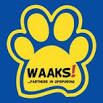 WAAKS!
...PARTNERS IN OPSPORING